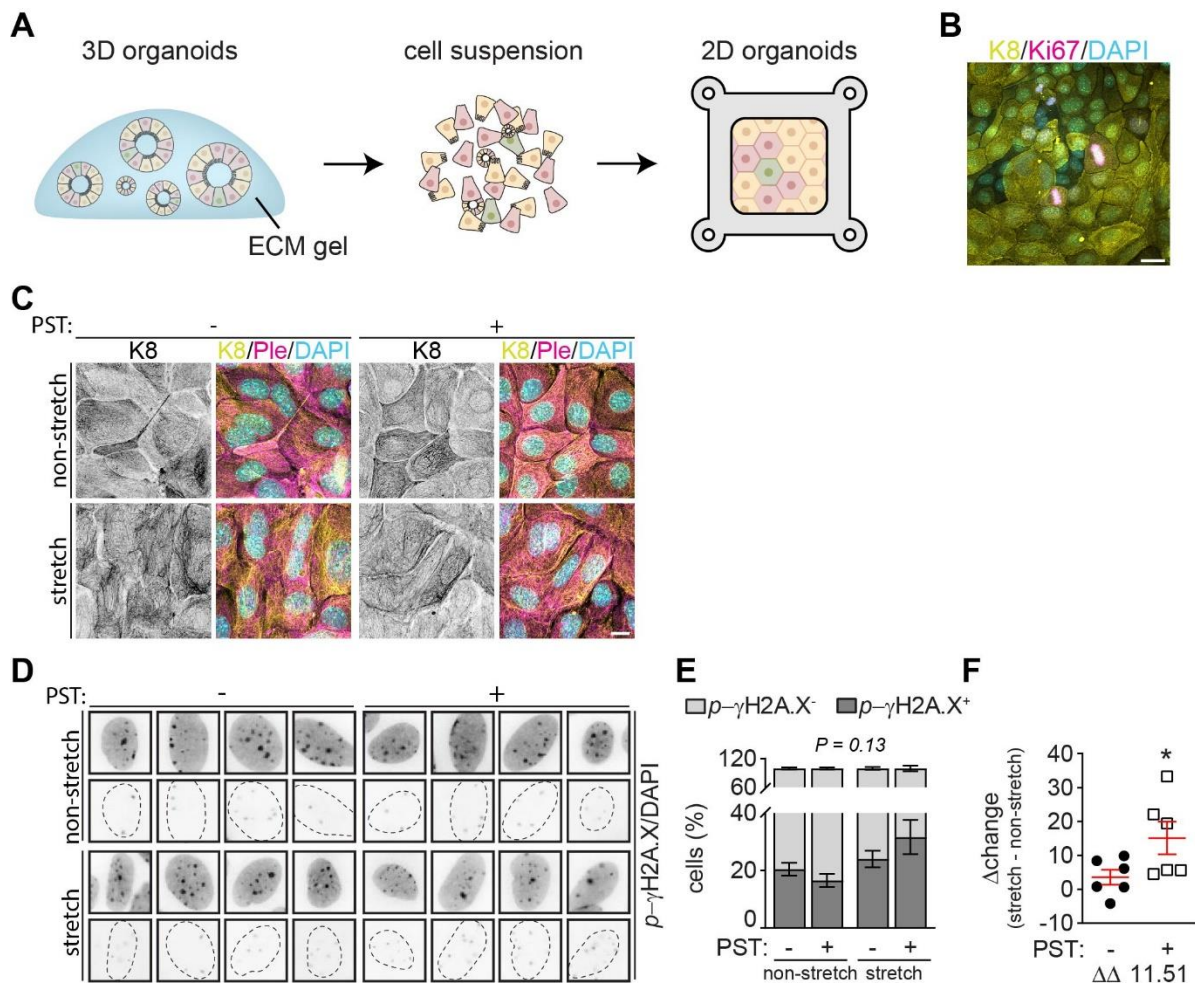 A
3D organoids
cell suspension
2D organoids
ECM gel
B
K8/Ki67/DAPI
C
PST: - +
K8 K8/Ple/DAPI K8 K8/Ple/DAPI
non-stretch
stretch
D
PST: - +
non-stretch
stretch
p–γH2A.X/DAPI
E
p–γH2A.X⁻ p–γH2A.X⁺
P = 0.13
120
60
40
20
0
cells (%)
PST: - + - +
non-stretch stretch
F
*
40
30
20
10
0
-10
Δchange
(stretch - non-stretch)
PST: - +
ΔΔ 11.51